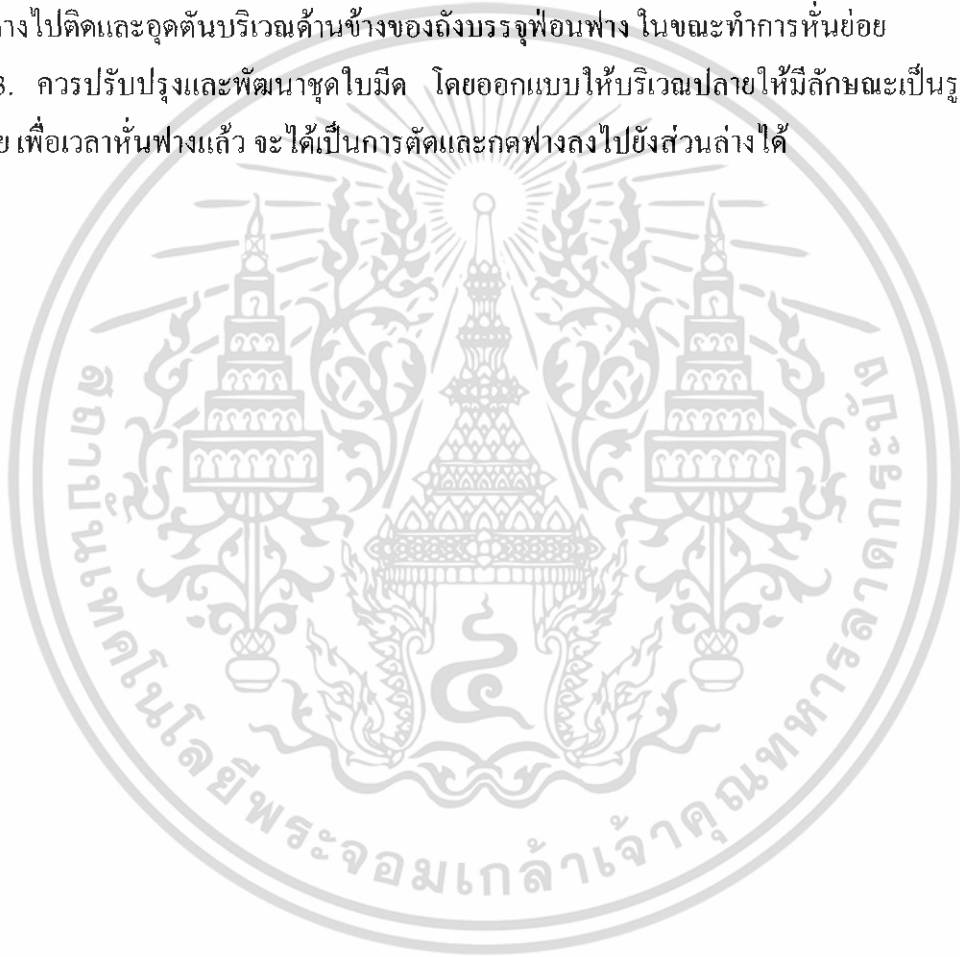 างไปติดและอุดตันบริเวณด้านข้างของถังบรรจุฟ่อนฟาง ในขณะทำการหั่นย่อย
3. ควรปรับปรุงและพัฒนาชุดใบมีด โดยออกแบบให้บริเวณปลายให้มีลักษณะเป็นรู
ย เพื่อเวลาหั่นฟางแล้ว จะได้เป็นการตัดและกดฟางลงไปยังส่วนล่างได้
สถาบันเทคโนโลยีพระจอมเกล้าเจ้าคุณทหารลาดกระบัง